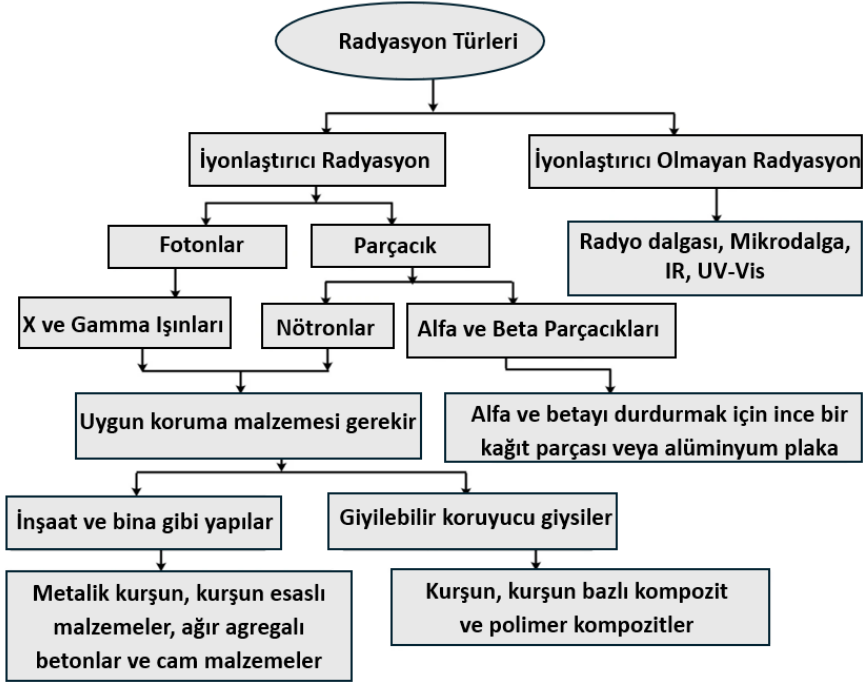 Radyasyon Türleri
İyonlaştırıcı Radyasyon
İyonlaştırıcı Olmayan Radyasyon
Fotonlar
Parçacık
Radyo dalgası, Mikrodalga,
IR, UV-Vis
X ve Gamma Işınları
Nötronlar
Alfa ve Beta Parçacıkları
Uygun koruma malzemesi gerekir
Alfa ve betayı durdurmak için ince bir
kağıt parçası veya alüminyum plaka
İnşaat ve bina gibi yapılar
Giyilebilir koruyucu giysiler
Metalik kurşun, kurşun esaslı
malzemeler, ağır agregalı
betonlar ve cam malzemeler
Kurşun, kurşun bazlı kompozit
ve polimer kompozitler